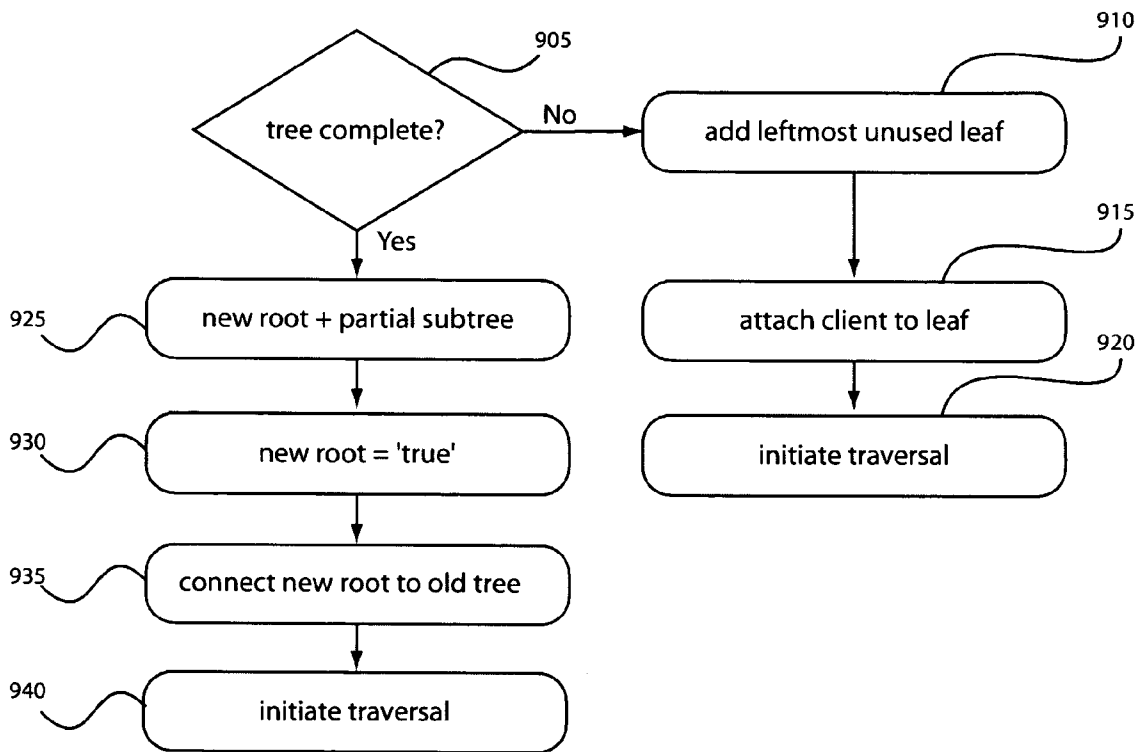 905
910
tree complete?
No
add leftmost unused leaf
Yes
915
925
new root + partial subtree
attach client to leaf
920
930
new root = 'true'
initiate traversal
935
connect new root to old tree
940
initiate traversal